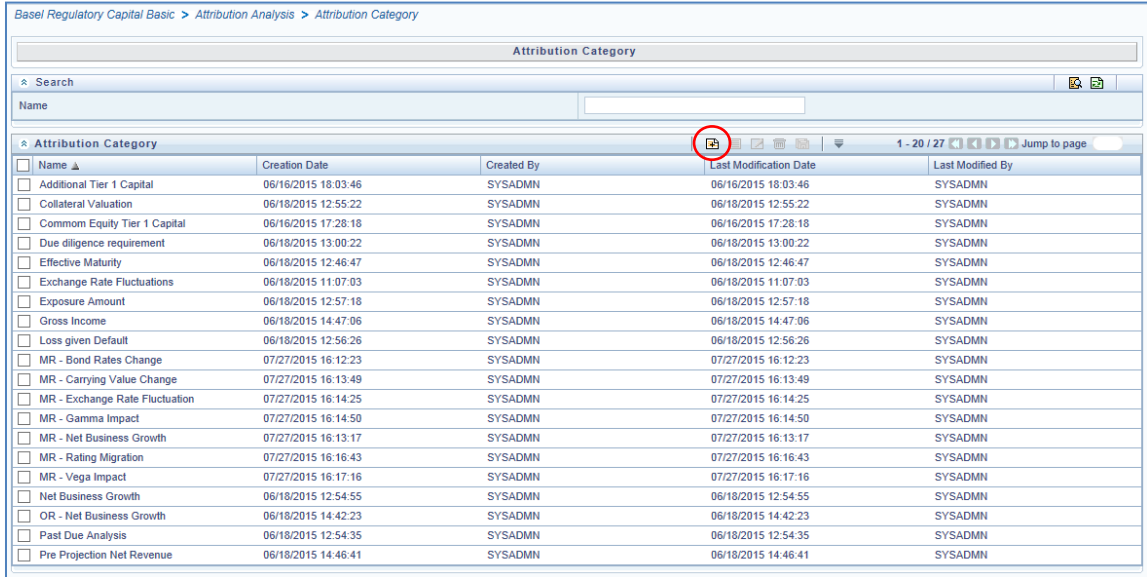 Basel Regulatory Capital Basic > Attribution Analysis > Attribution Category
Attribution Category
Search
Name
Attribution Category 1 - 20 / 27 Jump to page
Name Creation Date Created By Last Modification Date Last Modified By
Additional Tier 1 Capital 06/16/2015 18:03:46 SYSADMN 06/16/2015 18:03:46 SYSADMN
Collateral Valuation 06/18/2015 12:55:22 SYSADMN 06/18/2015 12:55:22 SYSADMN
Commom Equity Tier 1 Capital 06/16/2015 17:28:18 SYSADMN 06/16/2015 17:28:18 SYSADMN
Due diligence requirement 06/18/2015 13:00:22 SYSADMN 06/18/2015 13:00:22 SYSADMN
Effective Maturity 06/18/2015 12:46:47 SYSADMN 06/18/2015 12:46:47 SYSADMN
Exchange Rate Fluctuations 06/18/2015 11:07:03 SYSADMN 06/18/2015 11:07:03 SYSADMN
Exposure Amount 06/18/2015 12:57:18 SYSADMN 06/18/2015 12:57:18 SYSADMN
Gross Income 06/18/2015 14:47:06 SYSADMN 06/18/2015 14:47:06 SYSADMN
Loss given Default 06/18/2015 12:56:26 SYSADMN 06/18/2015 12:56:26 SYSADMN
MR - Bond Rates Change 07/27/2015 16:12:23 SYSADMN 07/27/2015 16:12:23 SYSADMN
MR - Carrying Value Change 07/27/2015 16:13:49 SYSADMN 07/27/2015 16:13:49 SYSADMN
MR - Exchange Rate Fluctuation 07/27/2015 16:14:25 SYSADMN 07/27/2015 16:14:25 SYSADMN
MR - Gamma Impact 07/27/2015 16:14:50 SYSADMN 07/27/2015 16:14:50 SYSADMN
MR - Net Business Growth 07/27/2015 16:13:17 SYSADMN 07/27/2015 16:13:17 SYSADMN
MR - Rating Migration 07/27/2015 16:16:43 SYSADMN 07/27/2015 16:16:43 SYSADMN
MR - Vega Impact 07/27/2015 16:17:16 SYSADMN 07/27/2015 16:17:16 SYSADMN
Net Business Growth 06/18/2015 12:54:55 SYSADMN 06/18/2015 12:54:55 SYSADMN
OR - Net Business Growth 06/18/2015 14:42:23 SYSADMN 06/18/2015 14:42:23 SYSADMN
Past Due Analysis 06/18/2015 12:54:35 SYSADMN 06/18/2015 12:54:35 SYSADMN
Pre Projection Net Revenue 06/18/2015 14:46:41 SYSADMN 06/18/2015 14:46:41 SYSADMN